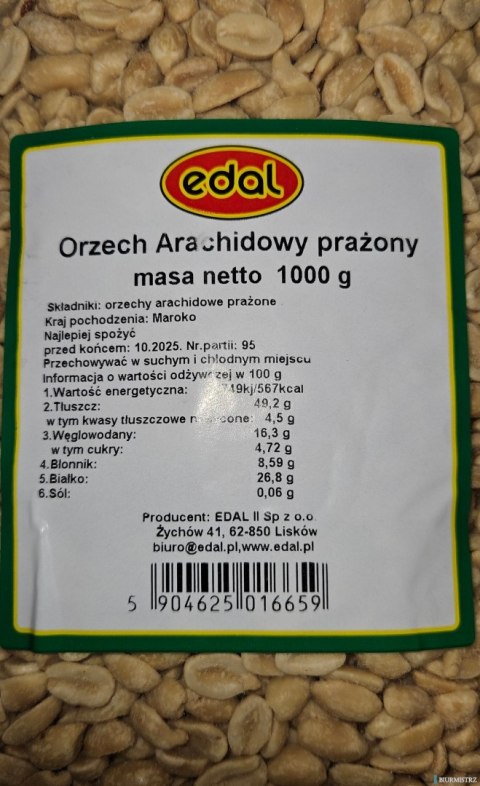 edal
Orzech Arachidowy prażony
masa netto 1000 g
Składniki: orzechy arachidowe prażone
Kraj pochodzenia: Maroko
Najlepiej spożyć
przed końcem: 10.2025. Nr.partii: 95
Przechowywać w suchym i chłodnym miejscu
Informacja o wartości odżywczej w 100 g
1.Wartość energetyczna: 749kj/567kcal
2.Tłuszcz: 49,2 g
w tym kwasy tłuszczowe 4,5 g
3.Węglowodany: 16,3 g
w tym cukry: 4,72 g
4.Błonnik: 8,59 g
5.Białko: 26,8 g
6.Sól: 0,06 g
Producent: EDAL II Sp z o.o.
Żychów 41, 62-850 Lisków
biuro@edal.pl,www.edal.pl
5 904625 016659
BIURMISTRZ